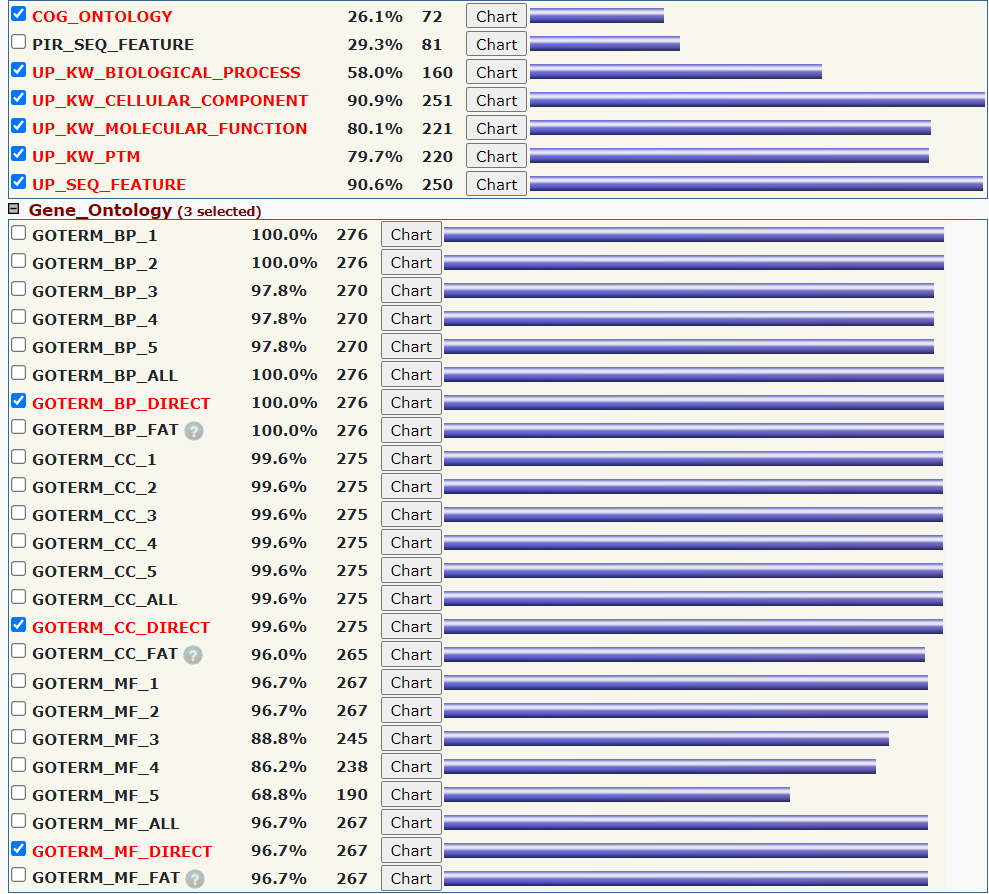 COG_ONTOLOGY 26.1% 72 Chart
PIR_SEQ_FEATURE 29.3% 81 Chart
UP_KW_BIOLOGICAL_PROCESS 58.0% 160 Chart
UP_KW_CELLULAR_COMPONENT 90.9% 251 Chart
UP_KW_MOLECULAR_FUNCTION 80.1% 221 Chart
UP_KW_PTM 79.7% 220 Chart
UP_SEQ_FEATURE 90.6% 250 Chart
Gene_Ontology (3 selected)
GOTERM_BP_1 100.0% 276 Chart
GOTERM_BP_2 100.0% 276 Chart
GOTERM_BP_3 97.8% 270 Chart
GOTERM_BP_4 97.8% 270 Chart
GOTERM_BP_5 97.8% 270 Chart
GOTERM_BP_ALL 100.0% 276 Chart
GOTERM_BP_DIRECT 100.0% 276 Chart
GOTERM_BP_FAT ? 100.0% 276 Chart
GOTERM_CC_1 99.6% 275 Chart
GOTERM_CC_2 99.6% 275 Chart
GOTERM_CC_3 99.6% 275 Chart
GOTERM_CC_4 99.6% 275 Chart
GOTERM_CC_5 99.6% 275 Chart
GOTERM_CC_ALL 99.6% 275 Chart
GOTERM_CC_DIRECT 99.6% 275 Chart
GOTERM_CC_FAT ? 96.0% 265 Chart
GOTERM_MF_1 96.7% 267 Chart
GOTERM_MF_2 96.7% 267 Chart
GOTERM_MF_3 88.8% 245 Chart
GOTERM_MF_4 86.2% 238 Chart
GOTERM_MF_5 68.8% 190 Chart
GOTERM_MF_ALL 96.7% 267 Chart
GOTERM_MF_DIRECT 96.7% 267 Chart
GOTERM_MF_FAT ? 96.7% 267 Chart